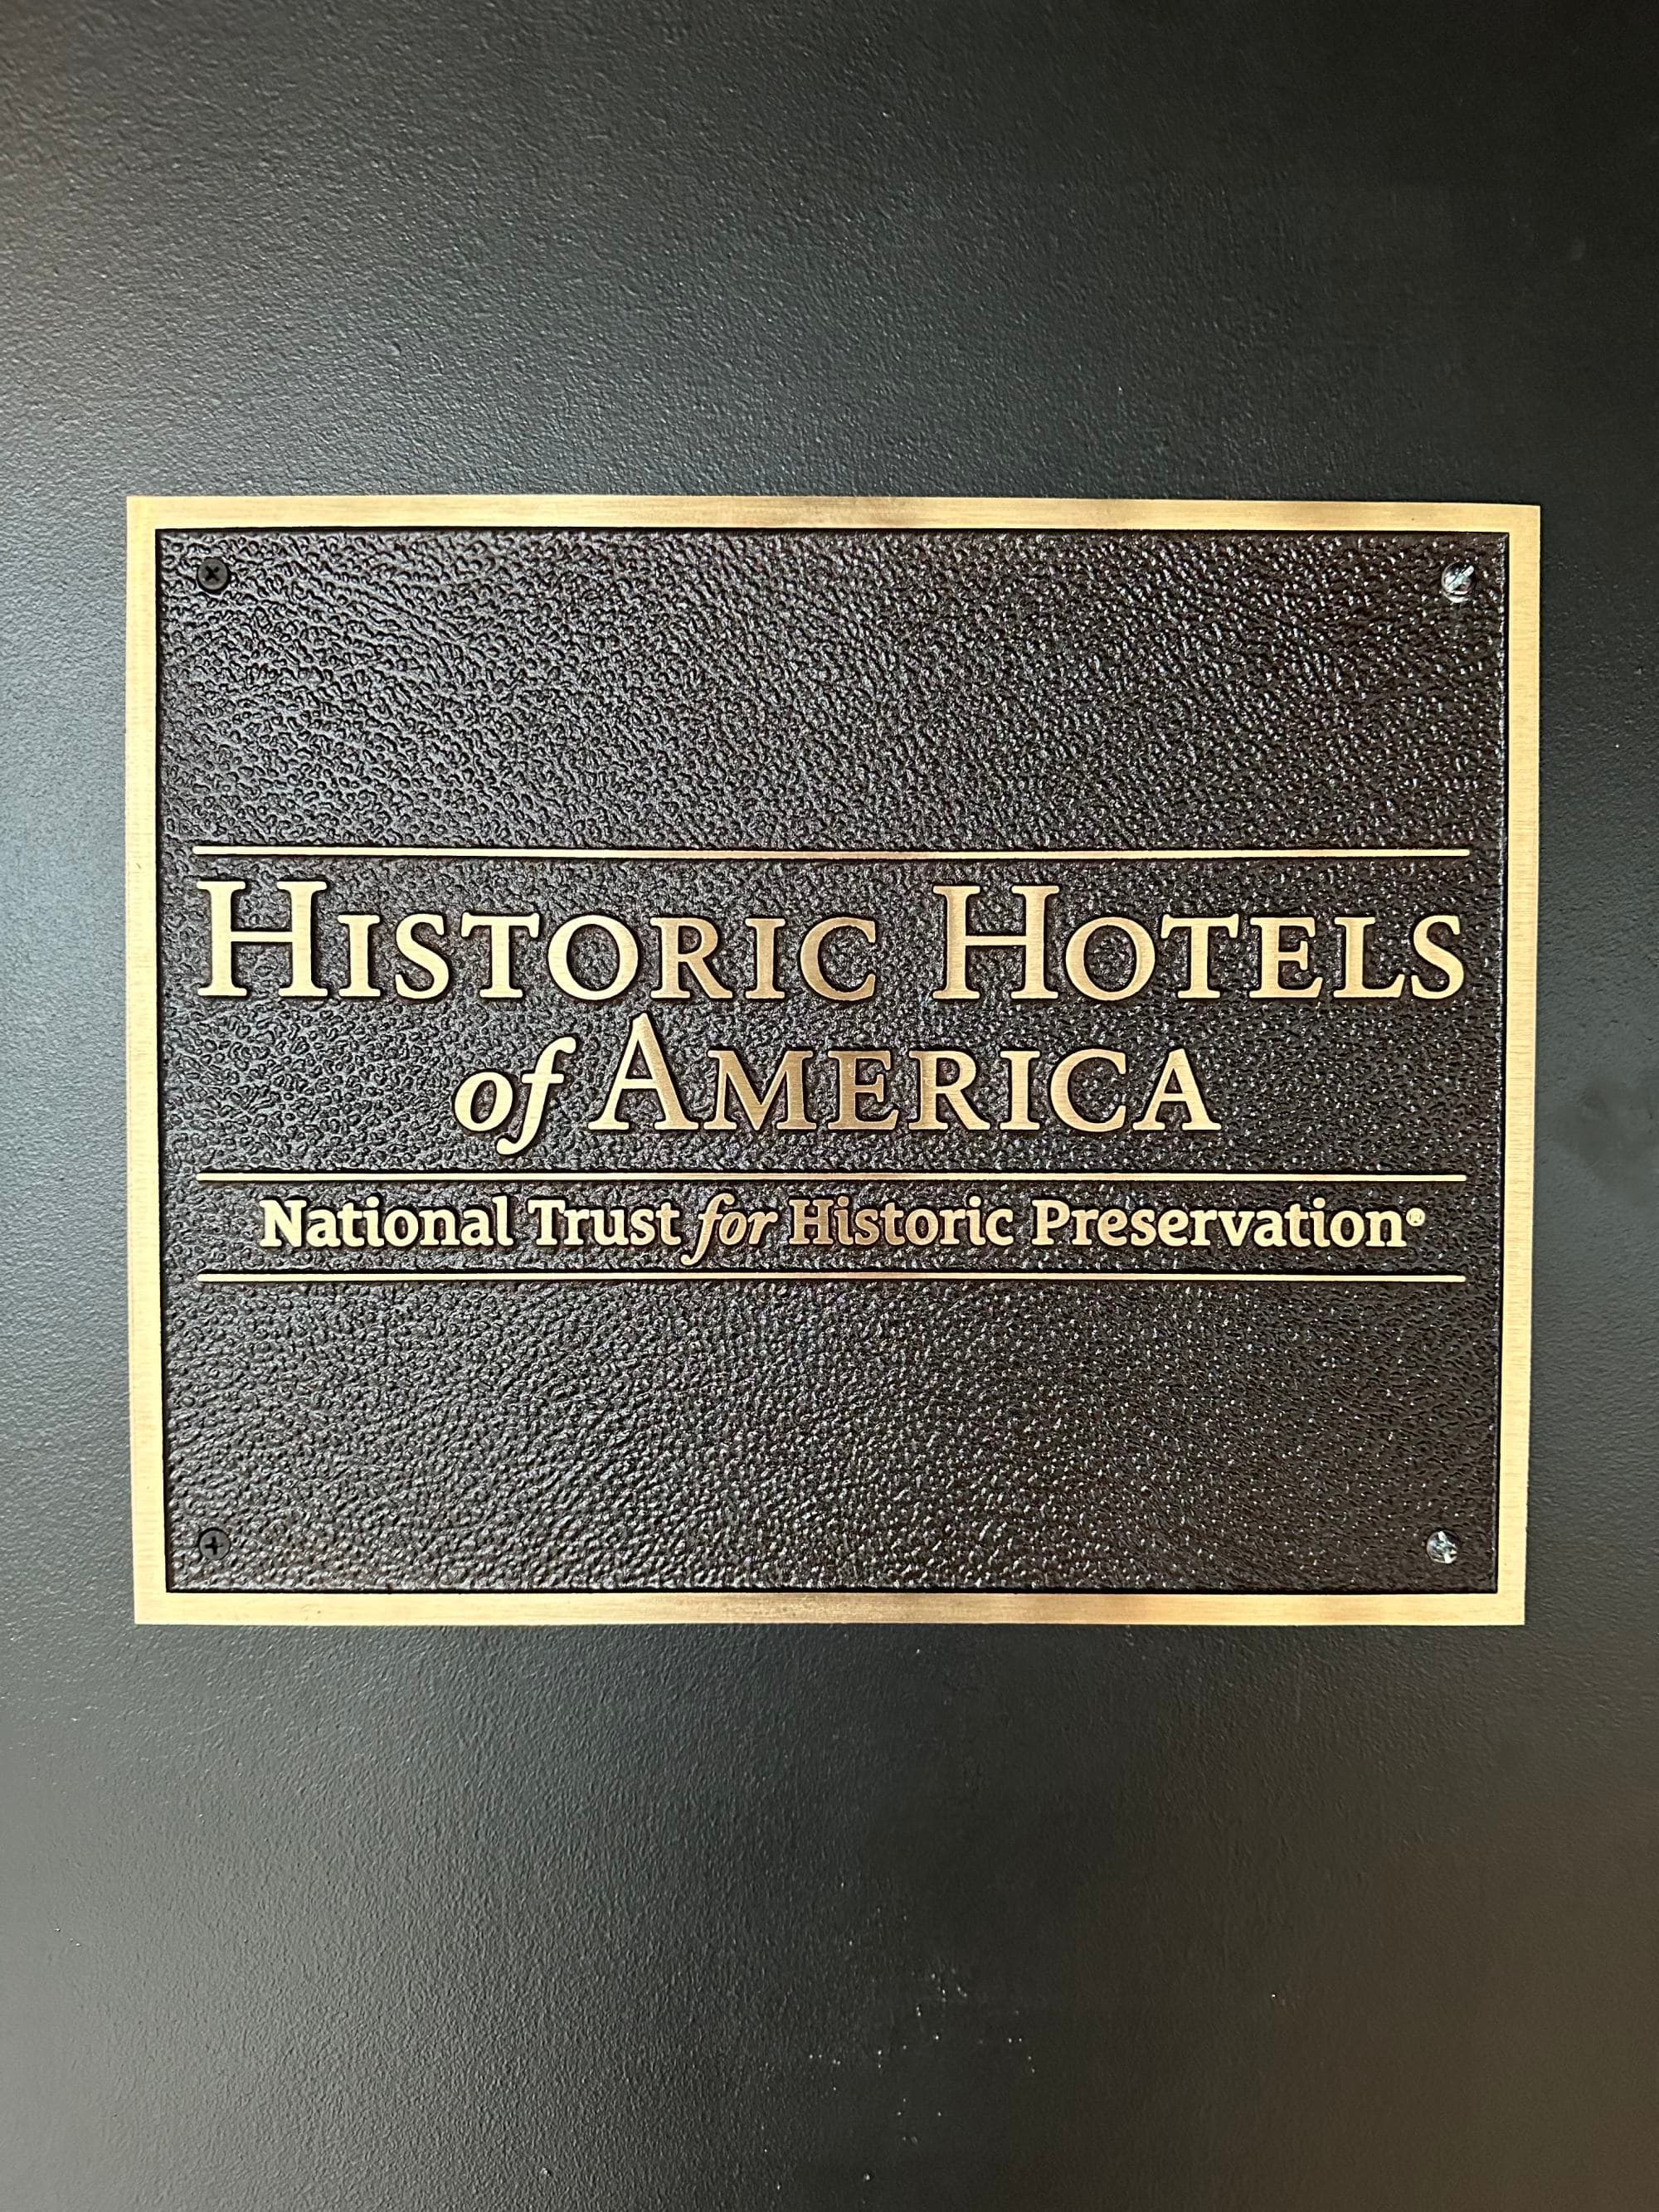 HISTORIC HOTELS
of AMERICA
National Trust for Historic Preservation®